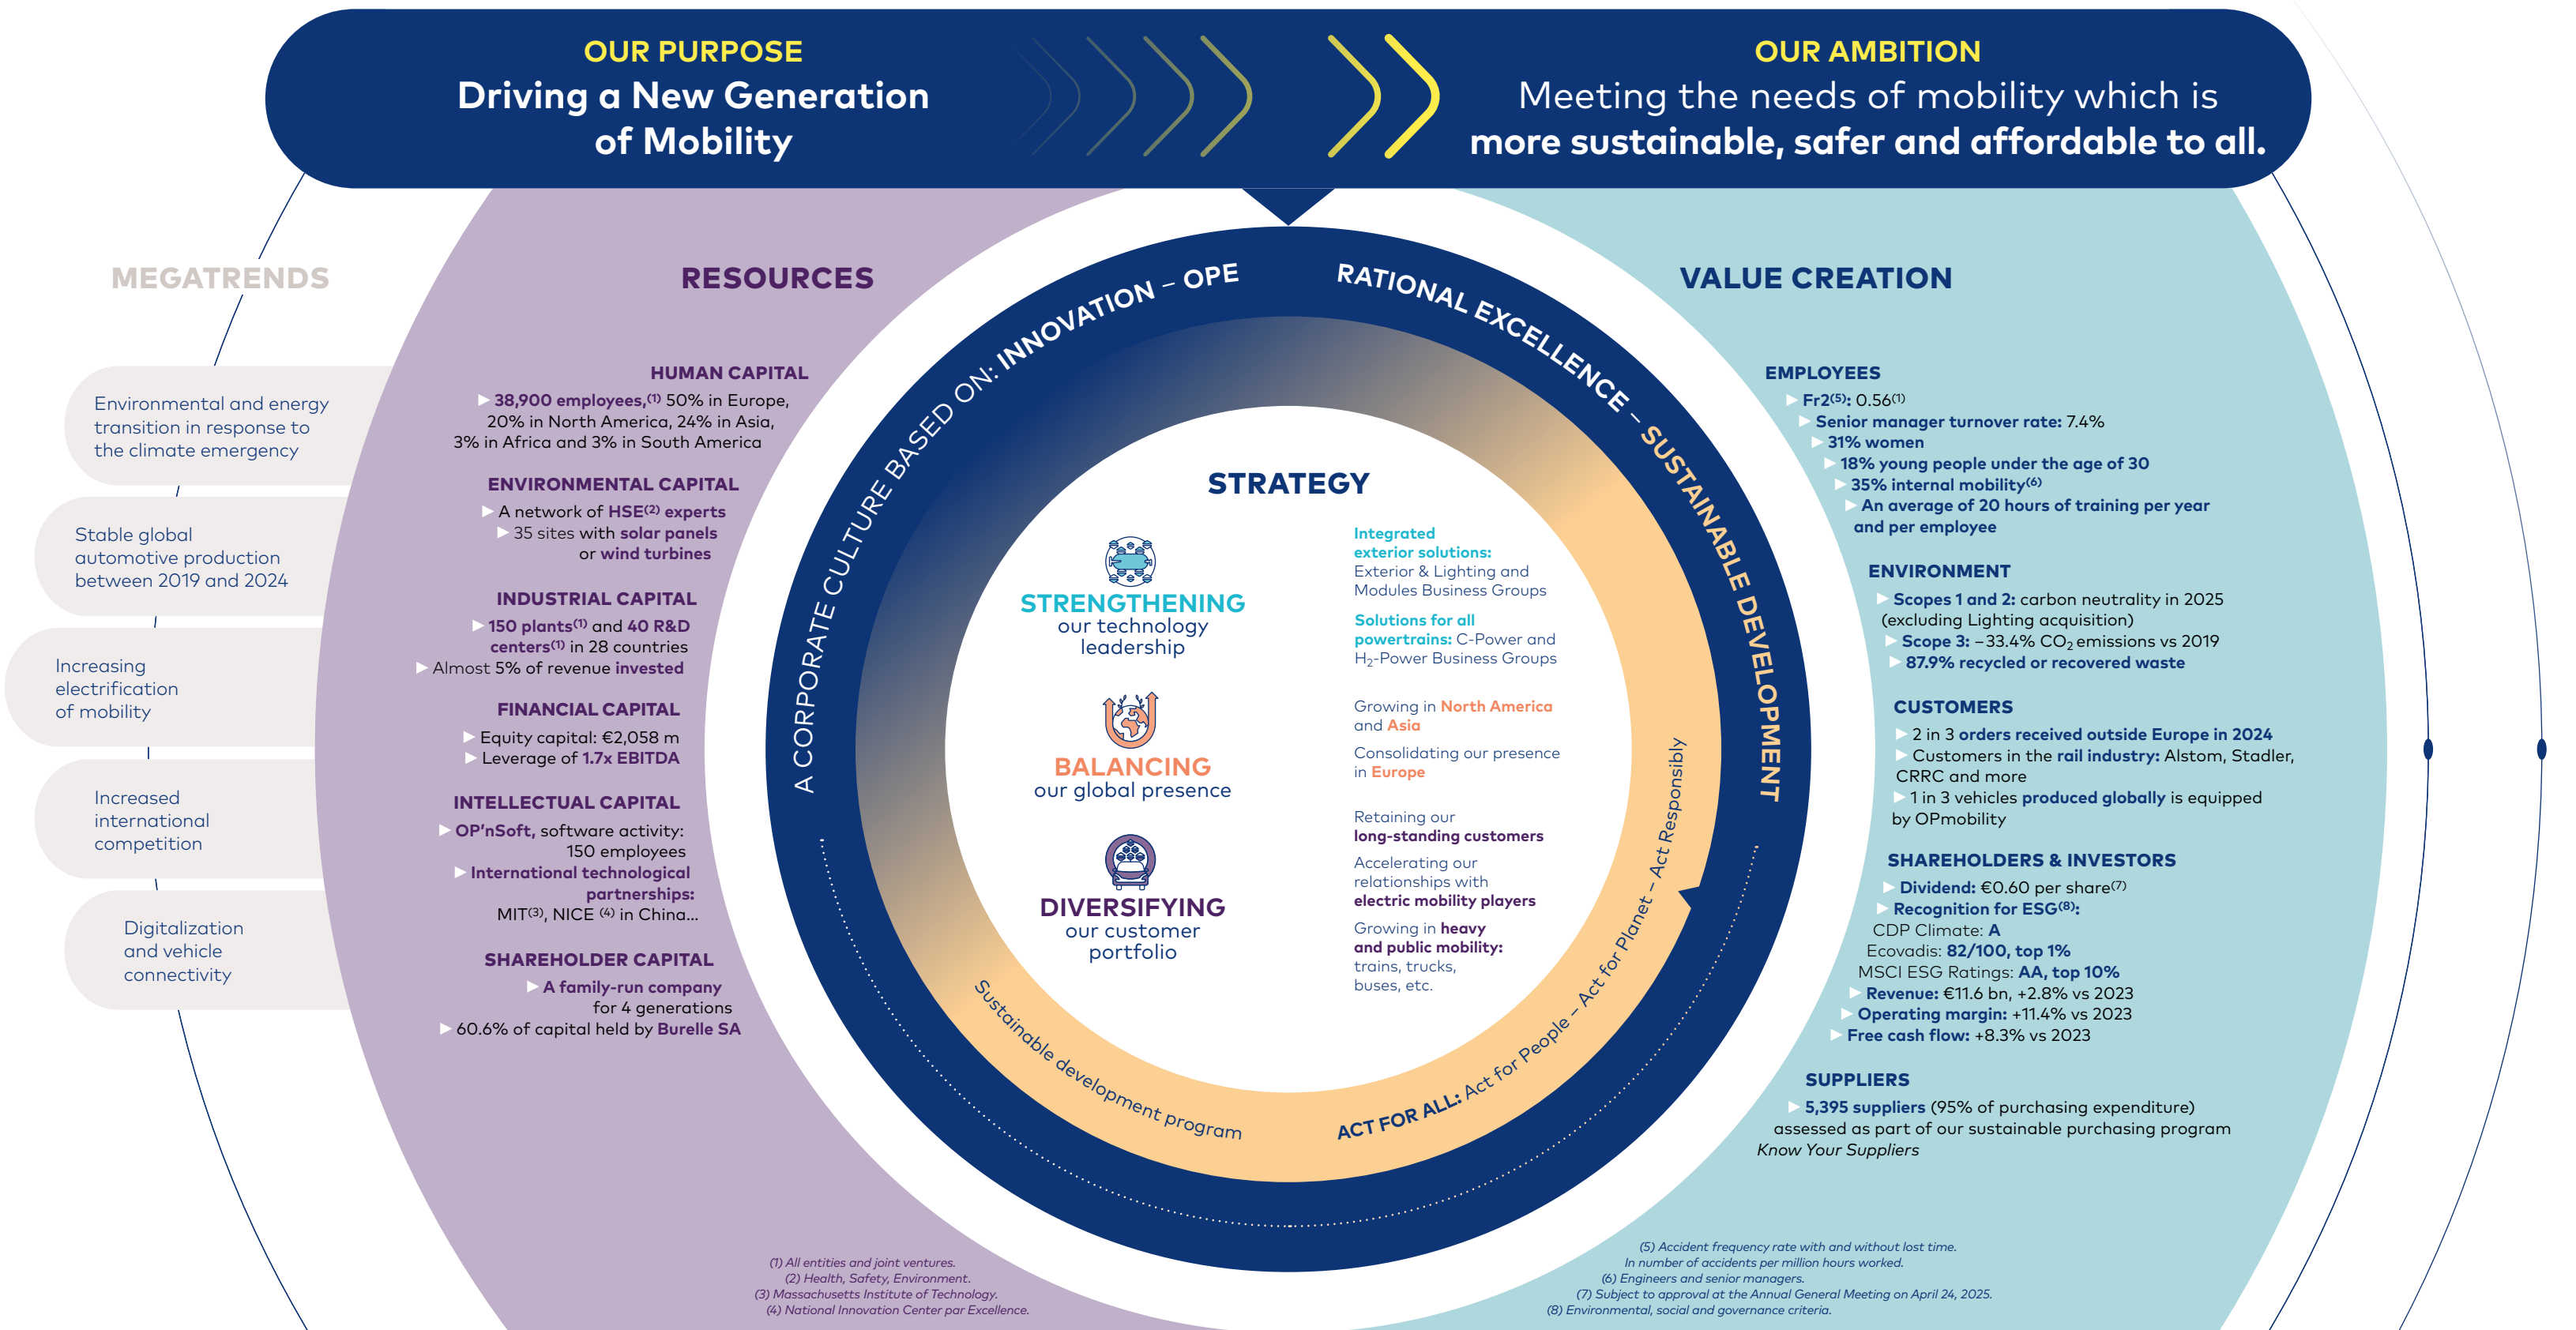 OUR PURPOSE
Driving a New Generation
of Mobility
OUR AMBITION
Meeting the needs of mobility which is
more sustainable, safer and affordable to all.
MEGATRENDS
Environmental and energy
transition in response to
the climate emergency
Stable global
automotive production
between 2019 and 2024
Increasing
electrification
of mobility
Increased
international
competition
Digitalization
and vehicle
connectivity
RESOURCES
HUMAN CAPITAL
▶ 38,900 employees,(1) 50% in Europe,
20% in North America, 24% in Asia,
3% in Africa and 3% in South America
ENVIRONMENTAL CAPITAL
▶ A network of HSE(2) experts
▶ 35 sites with solar panels
or wind turbines
INDUSTRIAL CAPITAL
▶ 150 plants(1) and 40 R&D
centers(1) in 28 countries
▶ Almost 5% of revenue invested
FINANCIAL CAPITAL
▶ Equity capital: €2,058 m
▶ Leverage of 1.7x EBITDA
INTELLECTUAL CAPITAL
▶ OP'nSoft, software activity:
150 employees
▶ International technological
partnerships:
MIT(3), NICE (4) in China...
SHAREHOLDER CAPITAL
▶ A family-run company
for 4 generations
▶ 60.6% of capital held by Burelle SA
(1) All entities and joint ventures.
(2) Health, Safety, Environment.
(3) Massachusetts Institute of Technology.
(4) National Innovation Center par Excellence.
A CORPORATE CULTURE BASED ON: INNOVATION – OPE
RATIONAL EXCELLENCE – SUSTAINABLE DEVELOPMENT
STRATEGY
STRENGTHENING
our technology
leadership
Integrated
exterior solutions:
Exterior & Lighting and
Modules Business Groups
Solutions for all
powertrains: C-Power and
H2-Power Business Groups
BALANCING
our global presence
Growing in North America
and Asia
Consolidating our presence
in Europe
DIVERSIFYING
our customer
portfolio
Retaining our
long-standing customers
Accelerating our
relationships with
electric mobility players
Growing in heavy
and public mobility:
trains, trucks,
buses, etc.
Sustainable development program
ACT FOR ALL: Act for People – Act for Planet – Act Responsibly
VALUE CREATION
EMPLOYEES
▶ Fr2(5): 0.56(1)
▶ Senior manager turnover rate: 7.4%
▶ 31% women
▶ 18% young people under the age of 30
▶ 35% internal mobility(6)
▶ An average of 20 hours of training per year
and per employee
ENVIRONMENT
▶ Scopes 1 and 2: carbon neutrality in 2025
(excluding Lighting acquisition)
▶ Scope 3: –33.4% CO2 emissions vs 2019
▶ 87.9% recycled or recovered waste
CUSTOMERS
▶ 2 in 3 orders received outside Europe in 2024
▶ Customers in the rail industry: Alstom, Stadler,
CRRC and more
▶ 1 in 3 vehicles produced globally is equipped
by OPmobility
SHAREHOLDERS & INVESTORS
▶ Dividend: €0.60 per share(7)
▶ Recognition for ESG(8):
CDP Climate: A
Ecovadis: 82/100, top 1%
MSCI ESG Ratings: AA, top 10%
▶ Revenue: €11.6 bn, +2.8% vs 2023
▶ Operating margin: +11.4% vs 2023
▶ Free cash flow: +8.3% vs 2023
SUPPLIERS
▶ 5,395 suppliers (95% of purchasing expenditure)
assessed as part of our sustainable purchasing program
Know Your Suppliers
(5) Accident frequency rate with and without lost time.
In number of accidents per million hours worked.
(6) Engineers and senior managers.
(7) Subject to approval at the Annual General Meeting on April 24, 2025.
(8) Environmental, social and governance criteria.